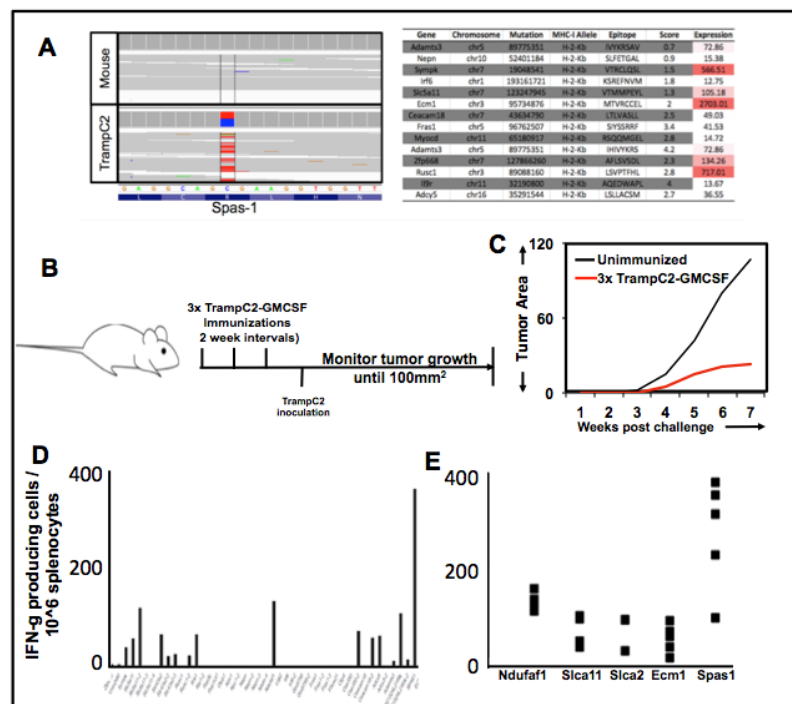 A
Mouse
TrampC2
G A G G C A G C G A A G G T G G T T
Spas-1
Gene Chromosome Mutation MHC-I Allele Epitope Score Expression
Adamts3 chr5 89775351 H-2-Kb IVYKRSAV 0.7 72.86
Nepn chr10 52401184 H-2-Kb SLFETGAL 0.9 15.38
Sympk chr7 19048541 H-2-Kb VTRCLQSL 1.5 566.51
Irf6 chr1 193161721 H-2-Kb KSREFNVM 1.8 12.75
Slc5a11 chr7 123247945 H-2-Kb VTMMPEYL 1.3 105.18
Ecm1 chr3 95734876 H-2-Kb MTVRCCEL 2 2703.01
Ceacam18 chr7 43634790 H-2-Kb LTLVASLL 2.5 49.03
Fras1 chr5 96762507 H-2-Kb SIYSSRRF 3.4 41.53
Myocd chr11 65180917 H-2-Kb RSQQMGEL 2.8 14.72
Adamts3 chr5 89775351 H-2-Kb IHIVYKRS 4.2 72.86
Zfp668 chr7 127866260 H-2-Kb AFLSVSDL 2.3 134.26
Rusc1 chr3 89088160 H-2-Kb LSVPTFHL 2.8 717.01
Il9r chr11 32190800 H-2-Kb AQEDWAPL 4 13.67
Adcy5 chr16 35291544 H-2-Kb LSLLACSM 2.7 36.55
B
3x TrampC2-GMCSF
Immunizations
2 week intervals)
Monitor tumor growth
until 100mm²
TrampC2
inoculation
C
120
60
0
Tumor Area
Unimmunized
3x TrampC2-GMCSF
1 2 3 4 5 6 7
Weeks post challenge
D
IFN-g producing cells /
10^6 splenocytes
400
200
0
E
400
200
0
Ndufaf1 Slca11 Slca2 Ecm1 Spas1